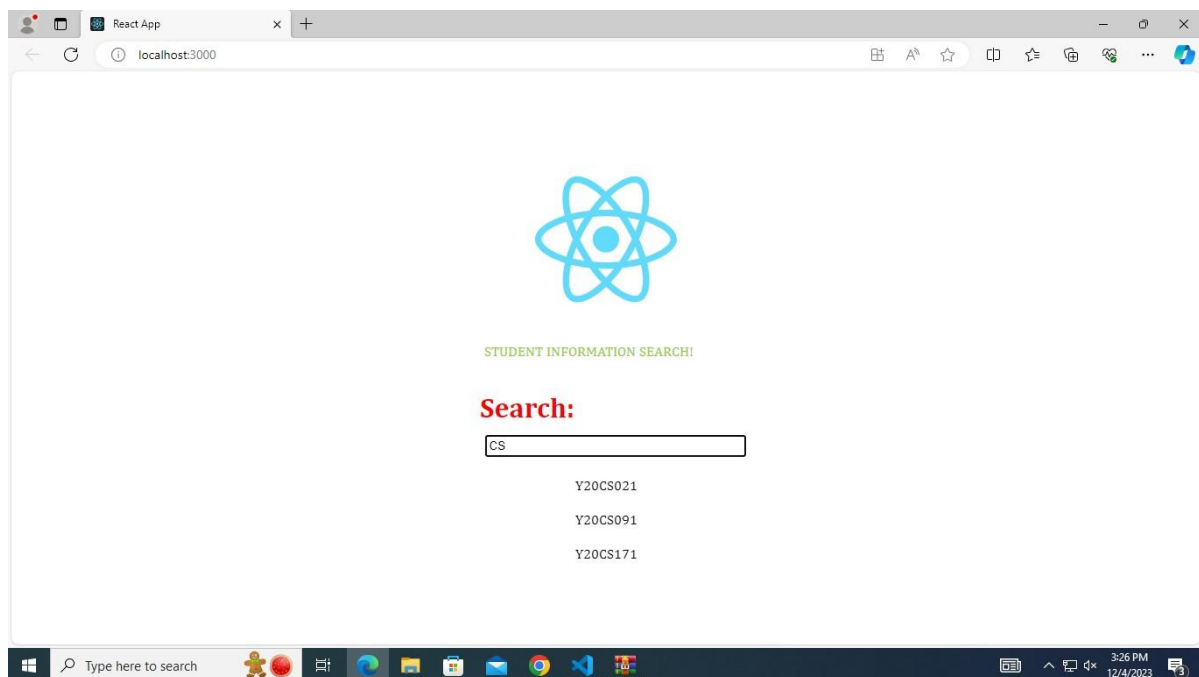 React App
localhost:3000
STUDENT INFORMATION SEARCH!
Search:
CS
Y20CS021
Y20CS091
Y20CS171
Type here to search
3:26 PM
12/4/2023
3